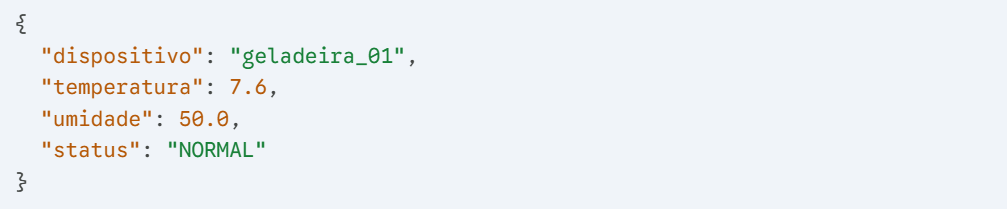 {
  "dispositivo": "geladeira_01",
  "temperatura": 7.6,
  "umidade": 50.0,
  "status": "NORMAL"
}